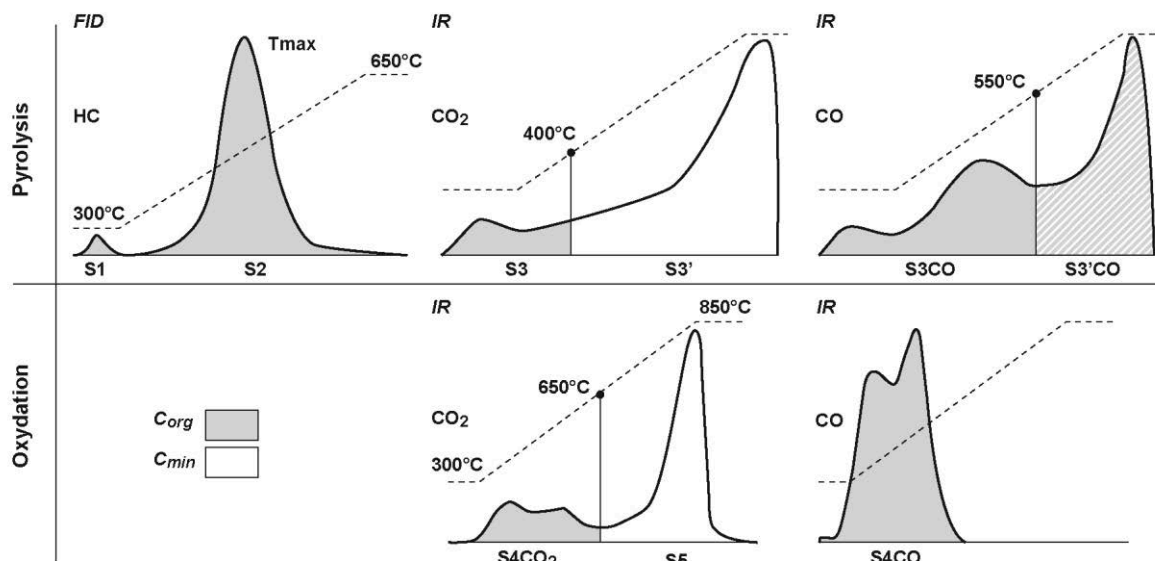 FID
Tmax
650°C
HC
300°C
S1
S2
IR
CO₂
400°C
S3
S3'
IR
550°C
CO
S3CO
S3'CO
Pyrolysis
Oxydation
Corg
Cmin
IR
850°C
650°C
CO₂
300°C
S4CO₂
S5
IR
CO
S4CO